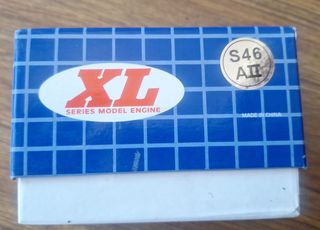 XL
SERIES MODEL ENGINE
S46
AII
MADE IN CHINA